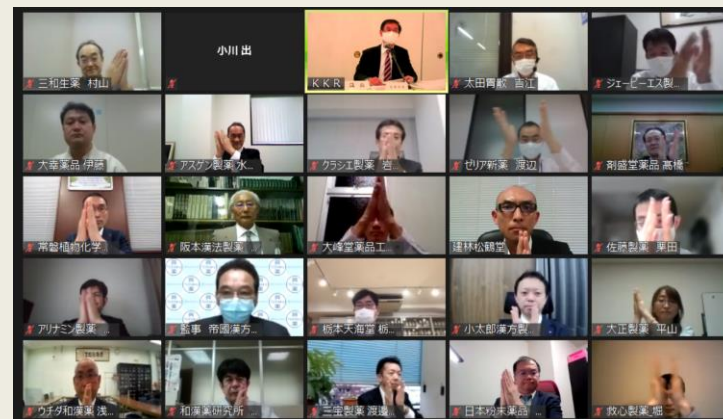 小川 出
三和生薬 村山
KKR
太田胃散 吉江
ジェーピーエス製...
大幸薬品 伊藤
アスゲン製薬 水...
クラシエ製薬 岩...
ゼリア新薬 渡辺
剤盛堂薬品 高橋
常磐植物化学...
阪本漢法製薬...
大峰堂薬品工...
建林松鶴堂
佐藤製薬 栗田
アリナミン製薬 ...
監事 帝國漢方...
栃本天海堂 栃...
小太郎漢方製...
大正製薬 平山
ウチダ和漢薬 浅...
和漢薬研究所 ...
三宝製薬 渡邊...
日本粉末薬品 ...
救心製薬 堀...